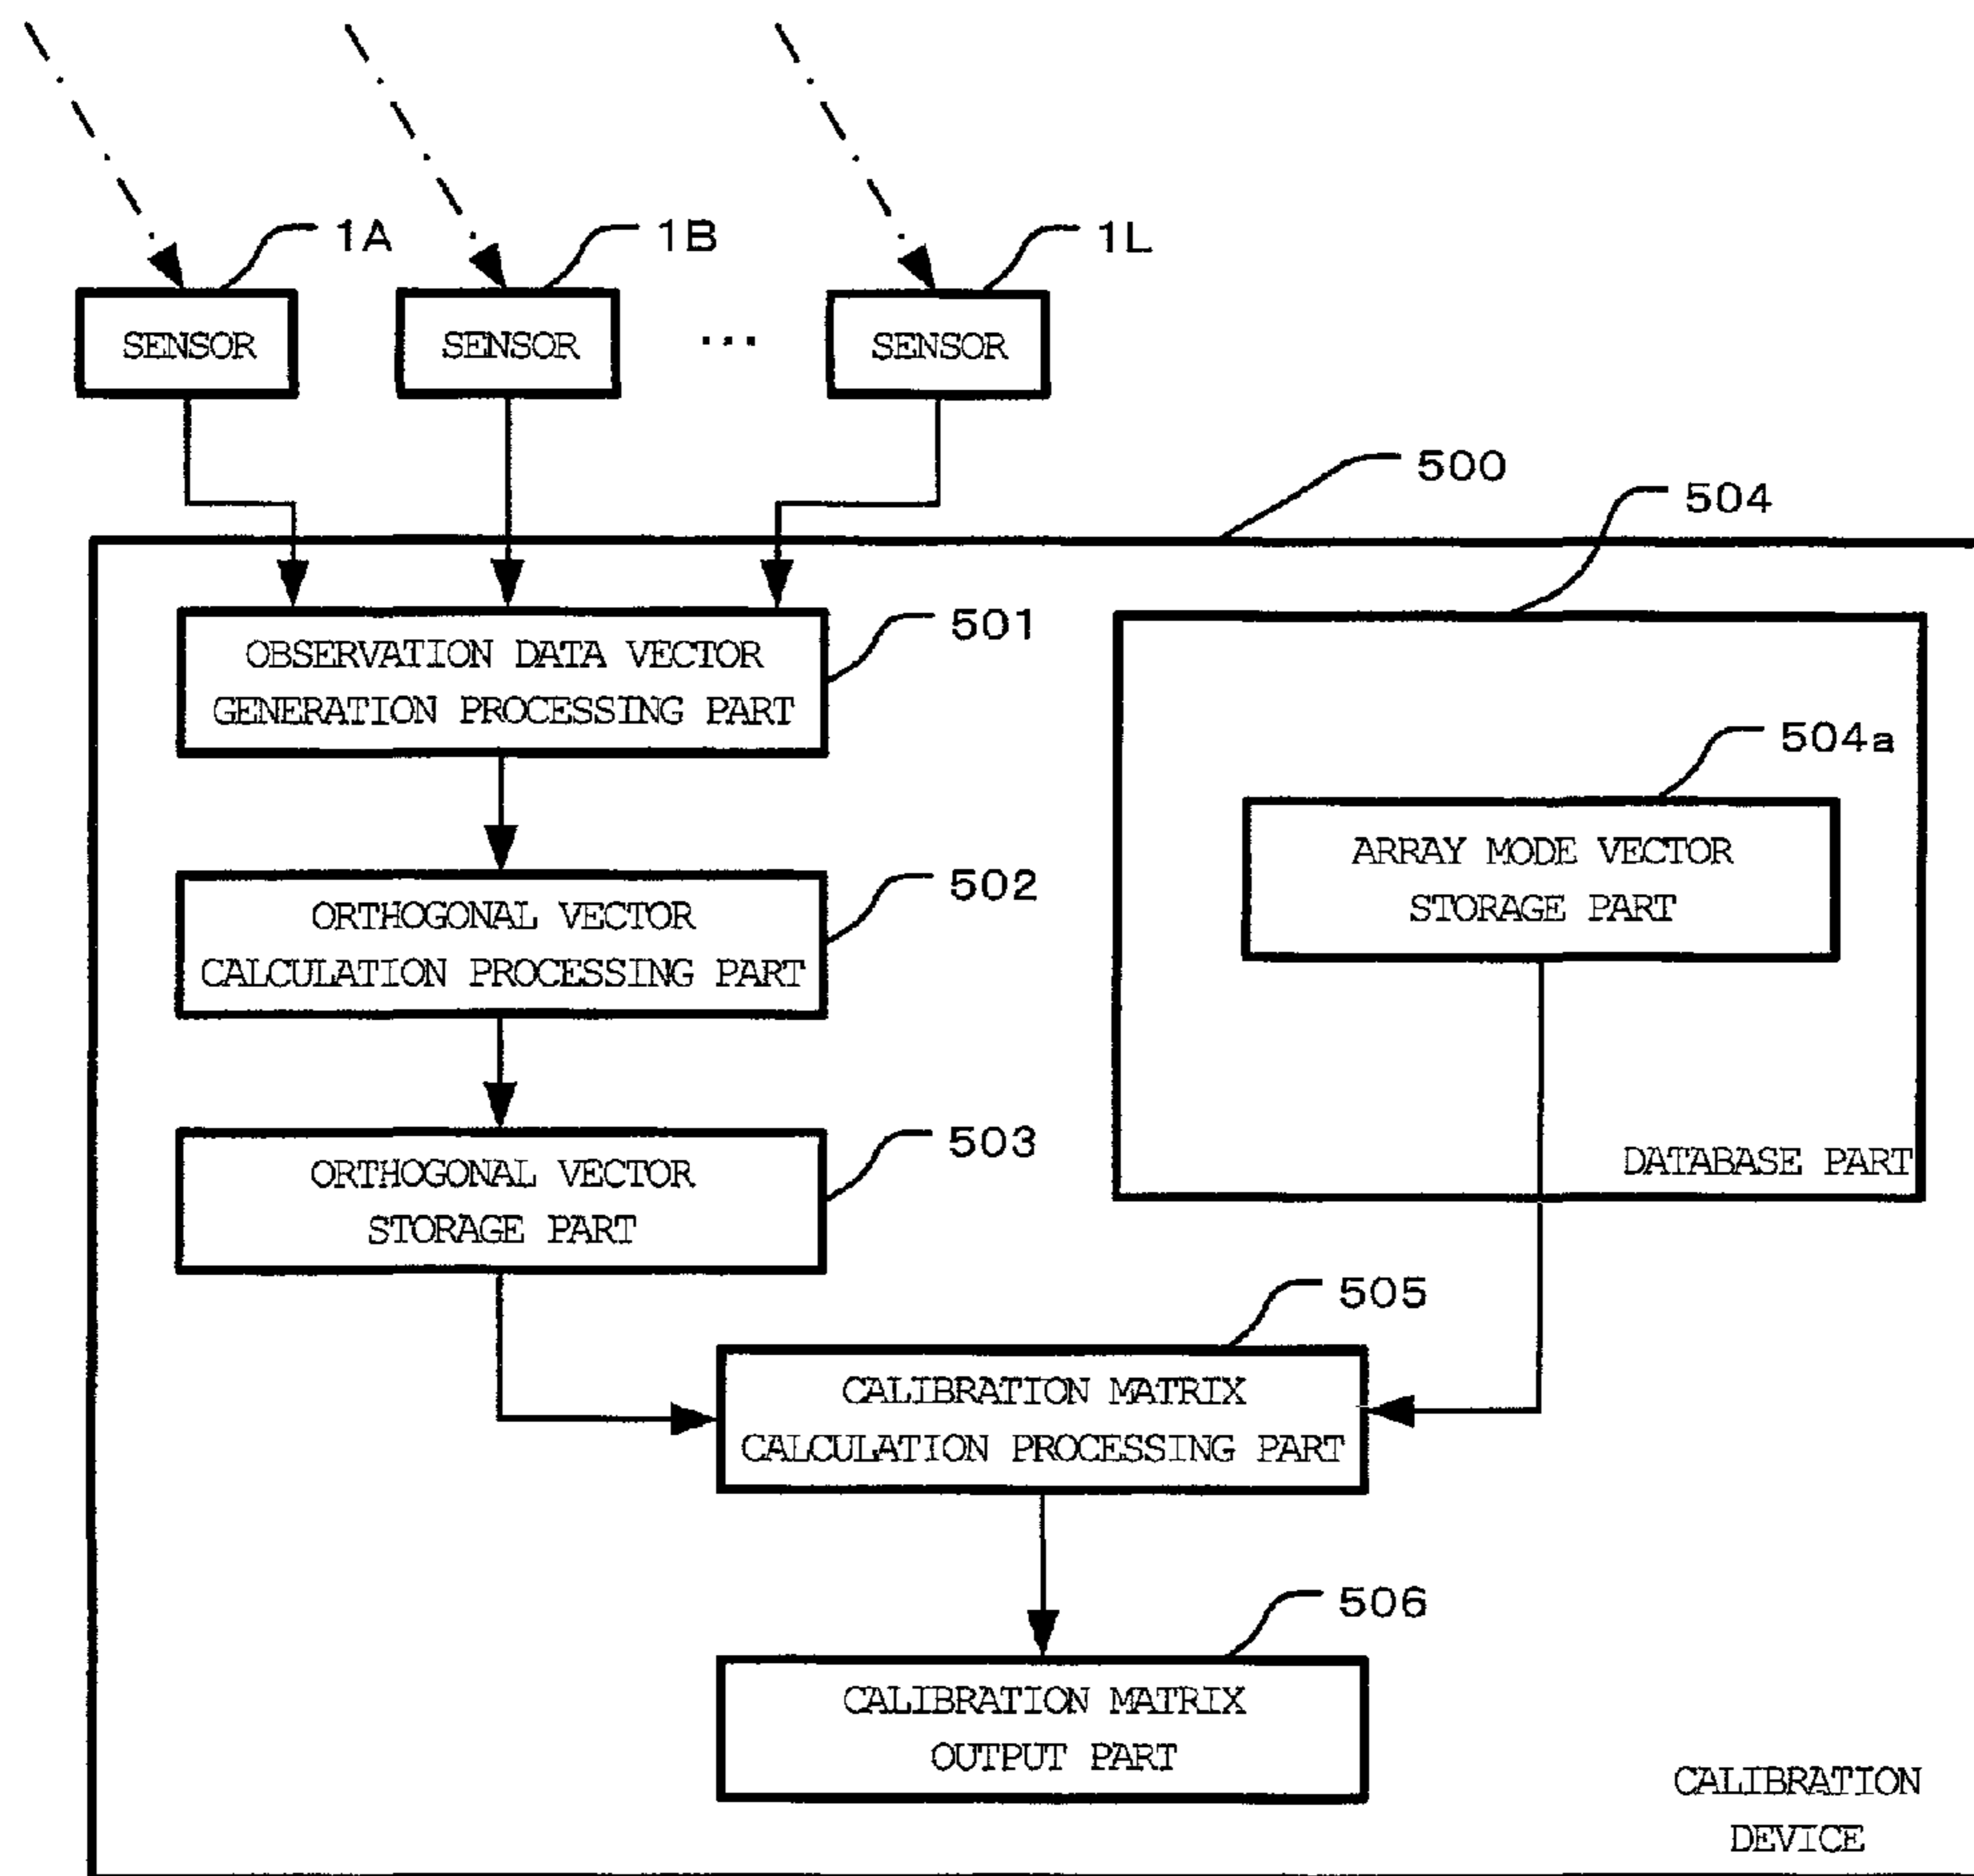 1A
1B
1L
SENSOR
SENSOR
...
SENSOR
500
504
501
OBSERVATION DATA VECTOR
GENERATION PROCESSING PART
504a
ARRAY MODE VECTOR
STORAGE PART
502
ORTHOGONAL VECTOR
CALCULATION PROCESSING PART
503
ORTHOGONAL VECTOR
STORAGE PART
DATABASE PART
505
CALIBRATION MATRIX
CALCULATION PROCESSING PART
506
CALIBRATION MATRIX
OUTPUT PART
CALIBRATION
DEVICE